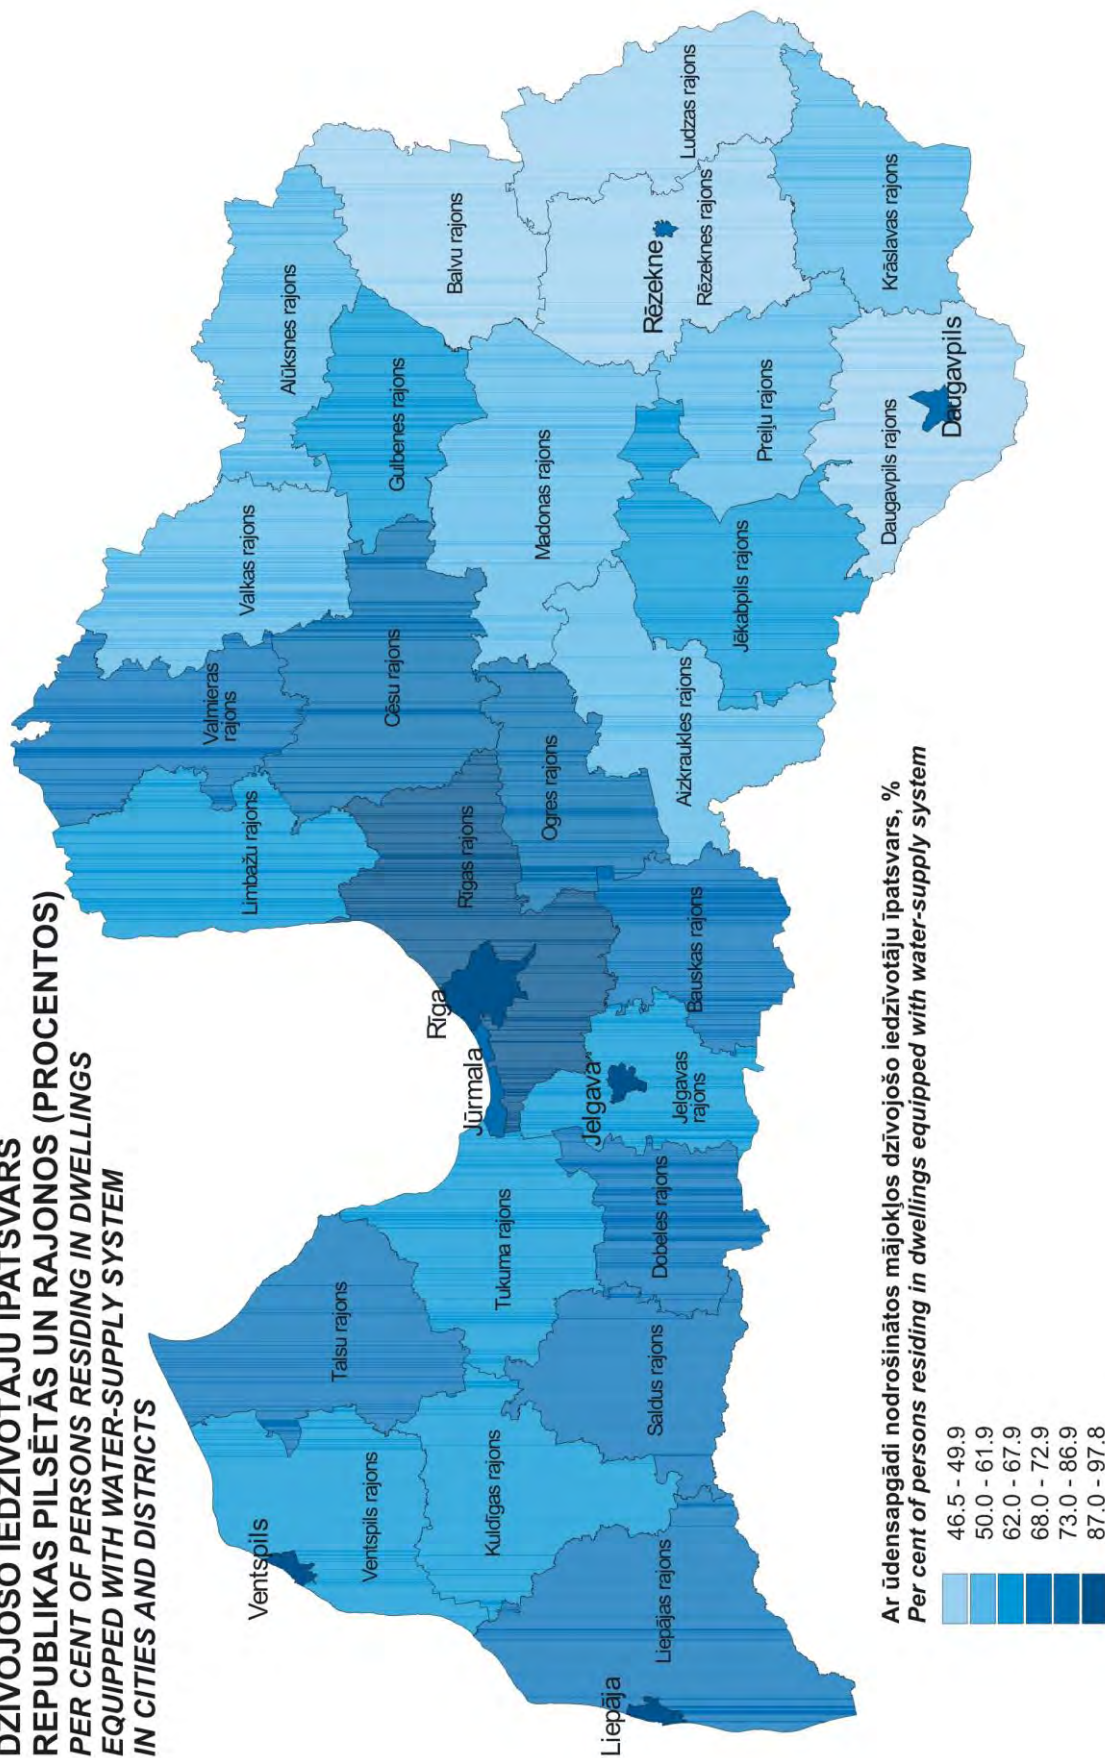 DZĪVOJOŠO IEDZĪVOTĀJU ĪPATSVARS
REPUBLIKAS PILSĒTĀS UN RAJONOS (PROCENTOS)
PER CENT OF PERSONS RESIDING IN DWELLINGS
EQUIPPED WITH WATER-SUPPLY SYSTEM
IN CITIES AND DISTRICTS
Ventspils
Ventspils rajons
Talsu rajons
Kuldīgas rajons
Tukuma rajons
Liepāja
Liepājas rajons
Saldus rajons
Dobeles rajons
Jūrmala
Rīga
Jelgava
Jelgavas
rajons
Bauskas rajons
Rīgas rajons
Limbažu rajons
Valmieras
rajons
Cēsu rajons
Ogres rajons
Aizkraukles rajons
Valkas rajons
Alūksnes rajons
Gulbenes rajons
Madonas rajons
Jēkabpils rajons
Balvu rajons
Ludzas rajons
Rēzekne
Rēzeknes rajons
Preiļu rajons
Krāslavas rajons
Daugavpils rajons
Daugavpils
Ar ūdensapgādi nodrošinātos mājokļos dzīvojošo iedzīvotāju īpatsvars, %
Per cent of persons residing in dwellings equipped with water-supply system
46.5 - 49.9
50.0 - 61.9
62.0 - 67.9
68.0 - 72.9
73.0 - 86.9
87.0 - 97.8